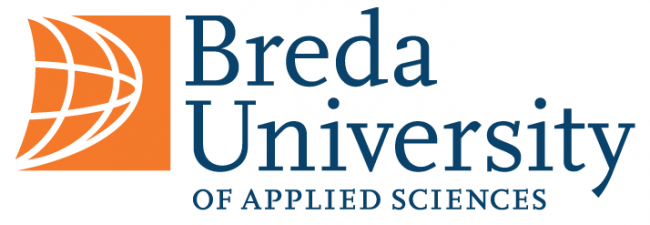 Breda
University
OF APPLIED SCIENCES